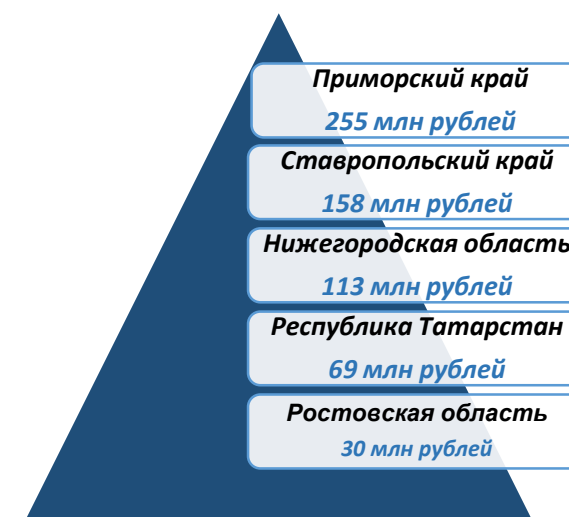 Приморский край
255 млн рублей
Ставропольский край
158 млн рублей
Нижегородская область
113 млн рублей
Республика Татарстан
69 млн рублей
Ростовская область
30 млн рублей